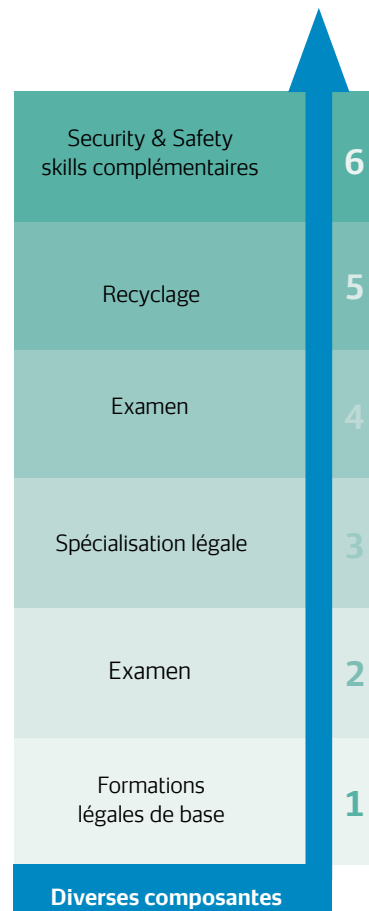 Security & Safety
skills complémentaires
6
Recyclage
5
Examen
4
Spécialisation légale
3
Examen
2
Formations
légales de base
1
Diverses composantes